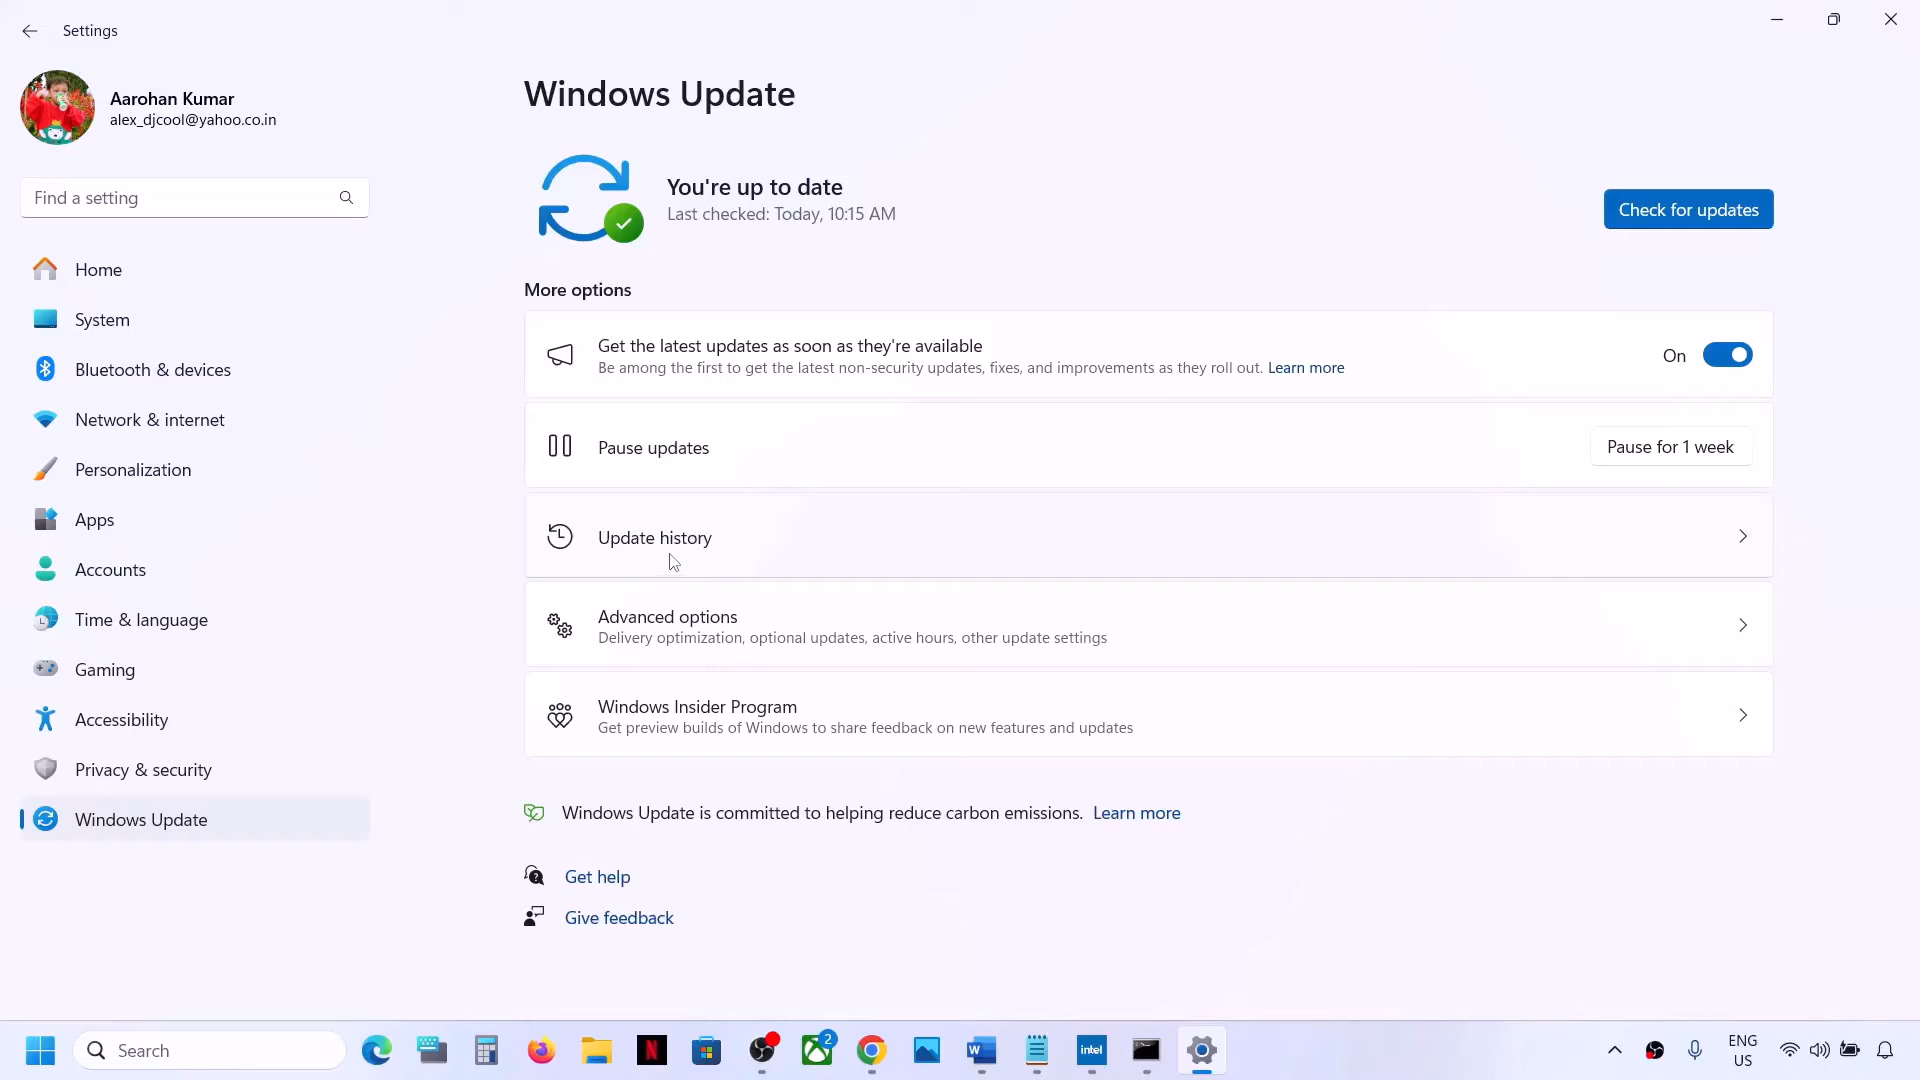 Settings
Aarohan Kumar
alex_djcool@yahoo.co.in
Find a setting
Home
System
Bluetooth & devices
Network & internet
Personalization
Apps
Accounts
Time & language
Gaming
Accessibility
Privacy & security
Windows Update
Windows Update
You're up to date
Last checked: Today, 10:15 AM
Check for updates
More options
Get the latest updates as soon as they're available
Be among the first to get the latest non-security updates, fixes, and improvements as they roll out. Learn more
On
Pause updates
Pause for 1 week
Update history
Advanced options
Delivery optimization, optional updates, active hours, other update settings
Windows Insider Program
Get preview builds of Windows to share feedback on new features and updates
Windows Update is committed to helping reduce carbon emissions. Learn more
Get help
Give feedback
Search
N
2
W
intel
ENG
US